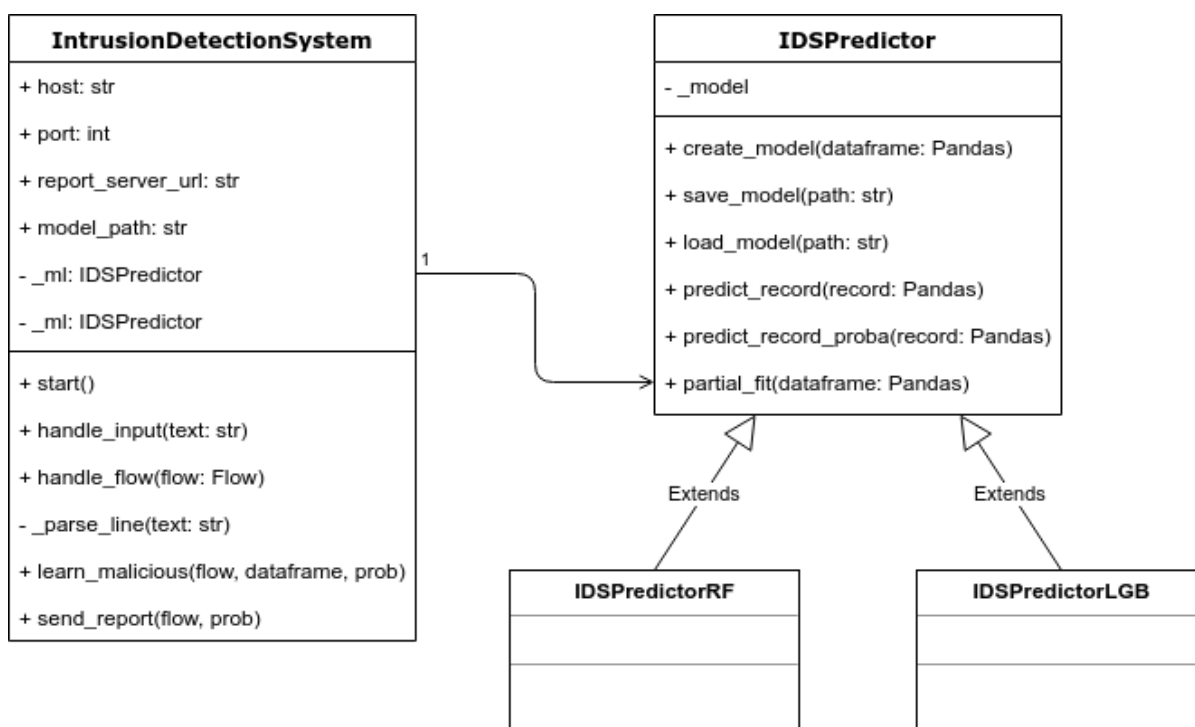 IntrusionDetectionSystem
+ host: str
+ port: int
+ report_server_url: str
+ model_path: str
- _ml: IDSPredictor
- _ml: IDSPredictor
+ start()
+ handle_input(text: str)
+ handle_flow(flow: Flow)
- _parse_line(text: str)
+ learn_malicious(flow, dataframe, prob)
+ send_report(flow, prob)
1
IDSPredictor
- _model
+ create_model(dataframe: Pandas)
+ save_model(path: str)
+ load_model(path: str)
+ predict_record(record: Pandas)
+ predict_record_proba(record: Pandas)
+ partial_fit(dataframe: Pandas)
Extends
Extends
IDSPredictorRF
IDSPredictorLGB